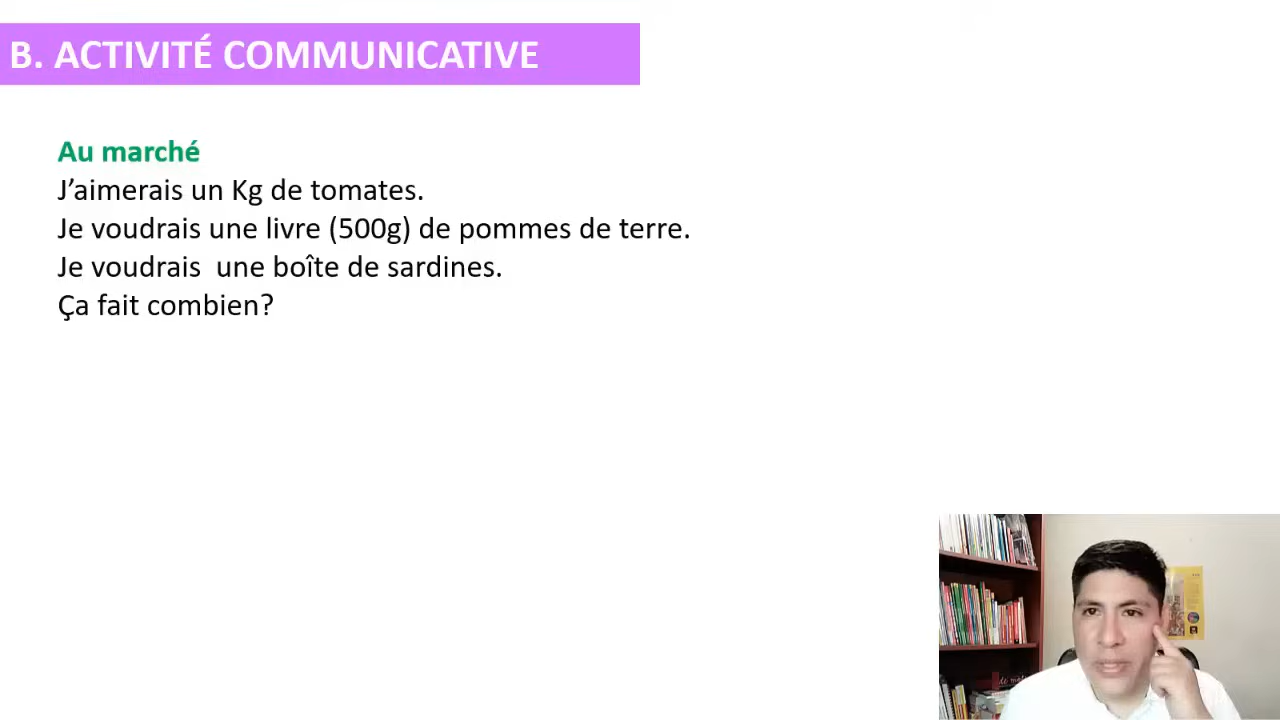 B. ACTIVITÉ COMMUNICATIVE
Au marché
J’aimerais un Kg de tomates.
Je voudrais une livre (500g) de pommes de terre.
Je voudrais  une boîte de sardines.
Ça fait combien?